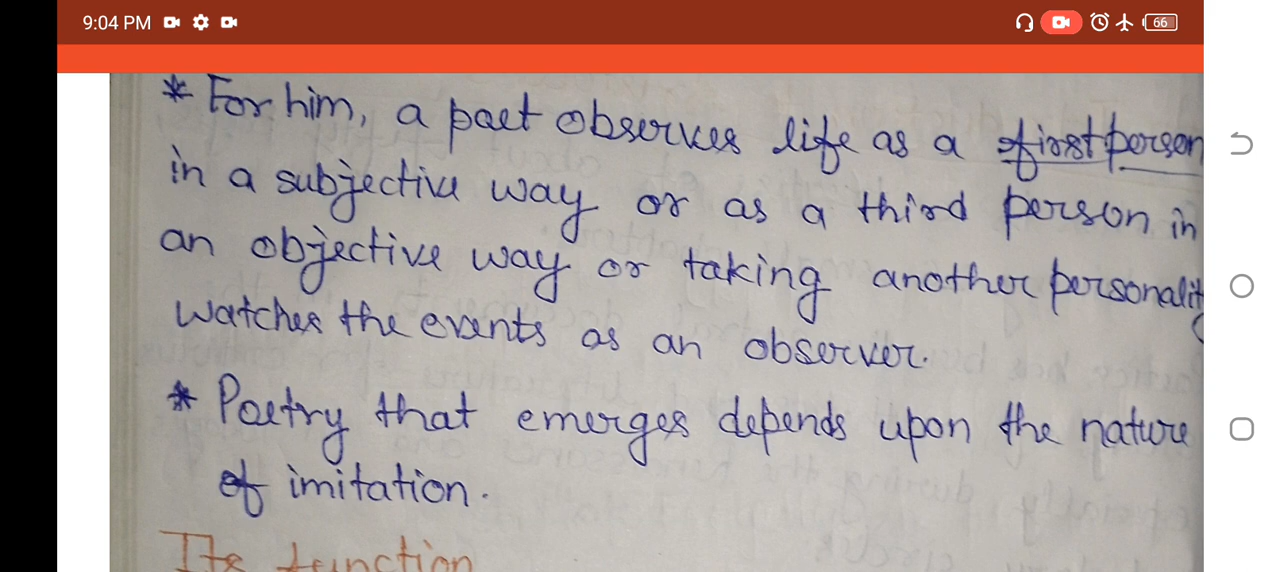 9:04 PM 66
* For him, a poet observes life as a first person
in a subjective way or as a third person in
an objective way or taking another personalit
watches the events as an observer.
* Poetry that emerges depends upon the nature
of imitation.
Its function